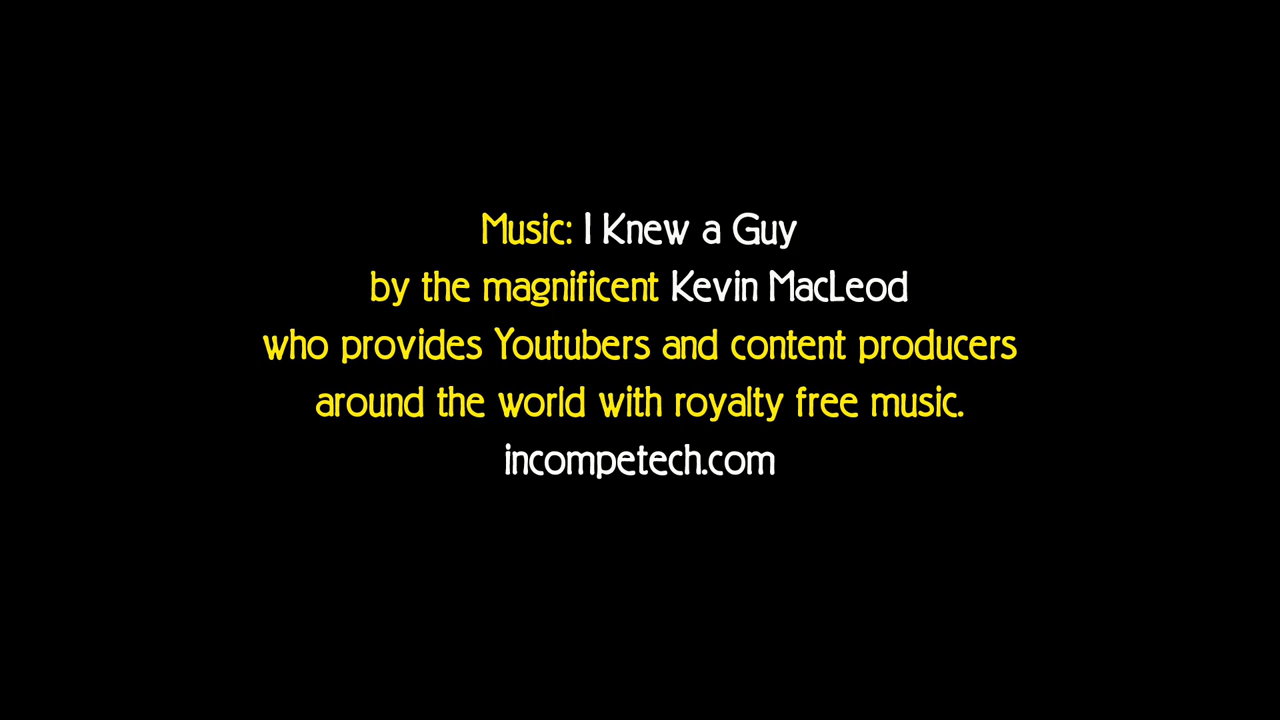 Music: I Knew a Guy
by the magnificent Kevin MacLeod
who provides Youtubers and content producers
around the world with royalty free music.
incompetech.com